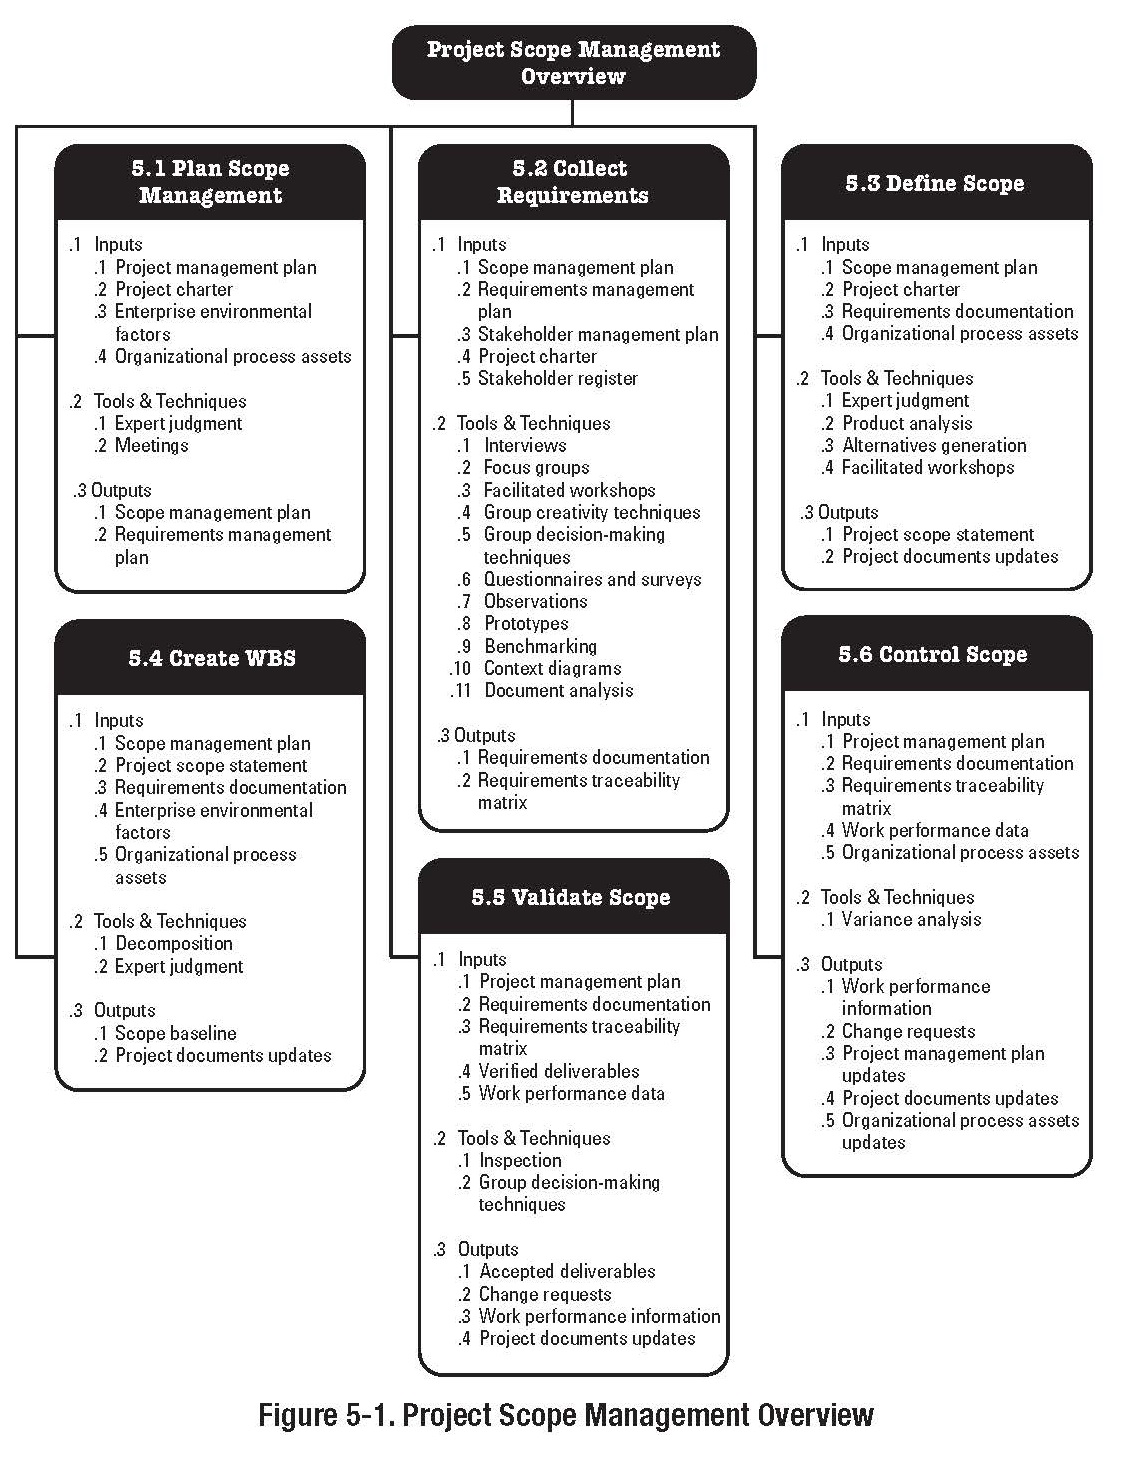 Project Scope Management
Overview
5.1 Plan Scope
Management
.1 Inputs
.1 Project management plan
.2 Project charter
.3 Enterprise environmental
factors
.4 Organizational process assets
.2 Tools & Techniques
.1 Expert judgment
.2 Meetings
.3 Outputs
.1 Scope management plan
.2 Requirements management
plan
5.2 Collect
Requirements
.1 Inputs
.1 Scope management plan
.2 Requirements management
plan
.3 Stakeholder management plan
.4 Project charter
.5 Stakeholder register
.2 Tools & Techniques
.1 Interviews
.2 Focus groups
.3 Facilitated workshops
.4 Group creativity techniques
.5 Group decision-making
techniques
.6 Questionnaires and surveys
.7 Observations
.8 Prototypes
.9 Benchmarking
.10 Context diagrams
.11 Document analysis
.3 Outputs
.1 Requirements documentation
.2 Requirements traceability
matrix
5.3 Define Scope
.1 Inputs
.1 Scope management plan
.2 Project charter
.3 Requirements documentation
.4 Organizational process assets
.2 Tools & Techniques
.1 Expert judgment
.2 Product analysis
.3 Alternatives generation
.4 Facilitated workshops
.3 Outputs
.1 Project scope statement
.2 Project documents updates
5.4 Create WBS
.1 Inputs
.1 Scope management plan
.2 Project scope statement
.3 Requirements documentation
.4 Enterprise environmental
factors
.5 Organizational process
assets
.2 Tools & Techniques
.1 Decomposition
.2 Expert judgment
.3 Outputs
.1 Scope baseline
.2 Project documents updates
5.5 Validate Scope
.1 Inputs
.1 Project management plan
.2 Requirements documentation
.3 Requirements traceability
matrix
.4 Verified deliverables
.5 Work performance data
.2 Tools & Techniques
.1 Inspection
.2 Group decision-making
techniques
.3 Outputs
.1 Accepted deliverables
.2 Change requests
.3 Work performance information
.4 Project documents updates
5.6 Control Scope
.1 Inputs
.1 Project management plan
.2 Requirements documentation
.3 Requirements traceability
matrix
.4 Work performance data
.5 Organizational process assets
.2 Tools & Techniques
.1 Variance analysis
.3 Outputs
.1 Work performance
information
.2 Change requests
.3 Project management plan
updates
.4 Project documents updates
.5 Organizational process assets
updates
Figure 5-1. Project Scope Management Overview